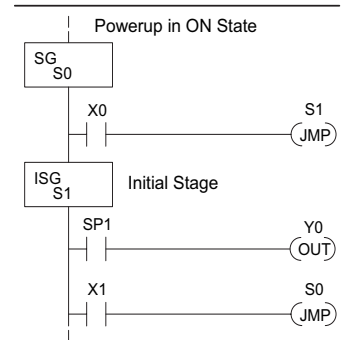 Powerup in ON State
SG
S0
X0
S1
JMP
ISG
S1
Initial Stage
SP1
Y0
OUT
X1
S0
JMP